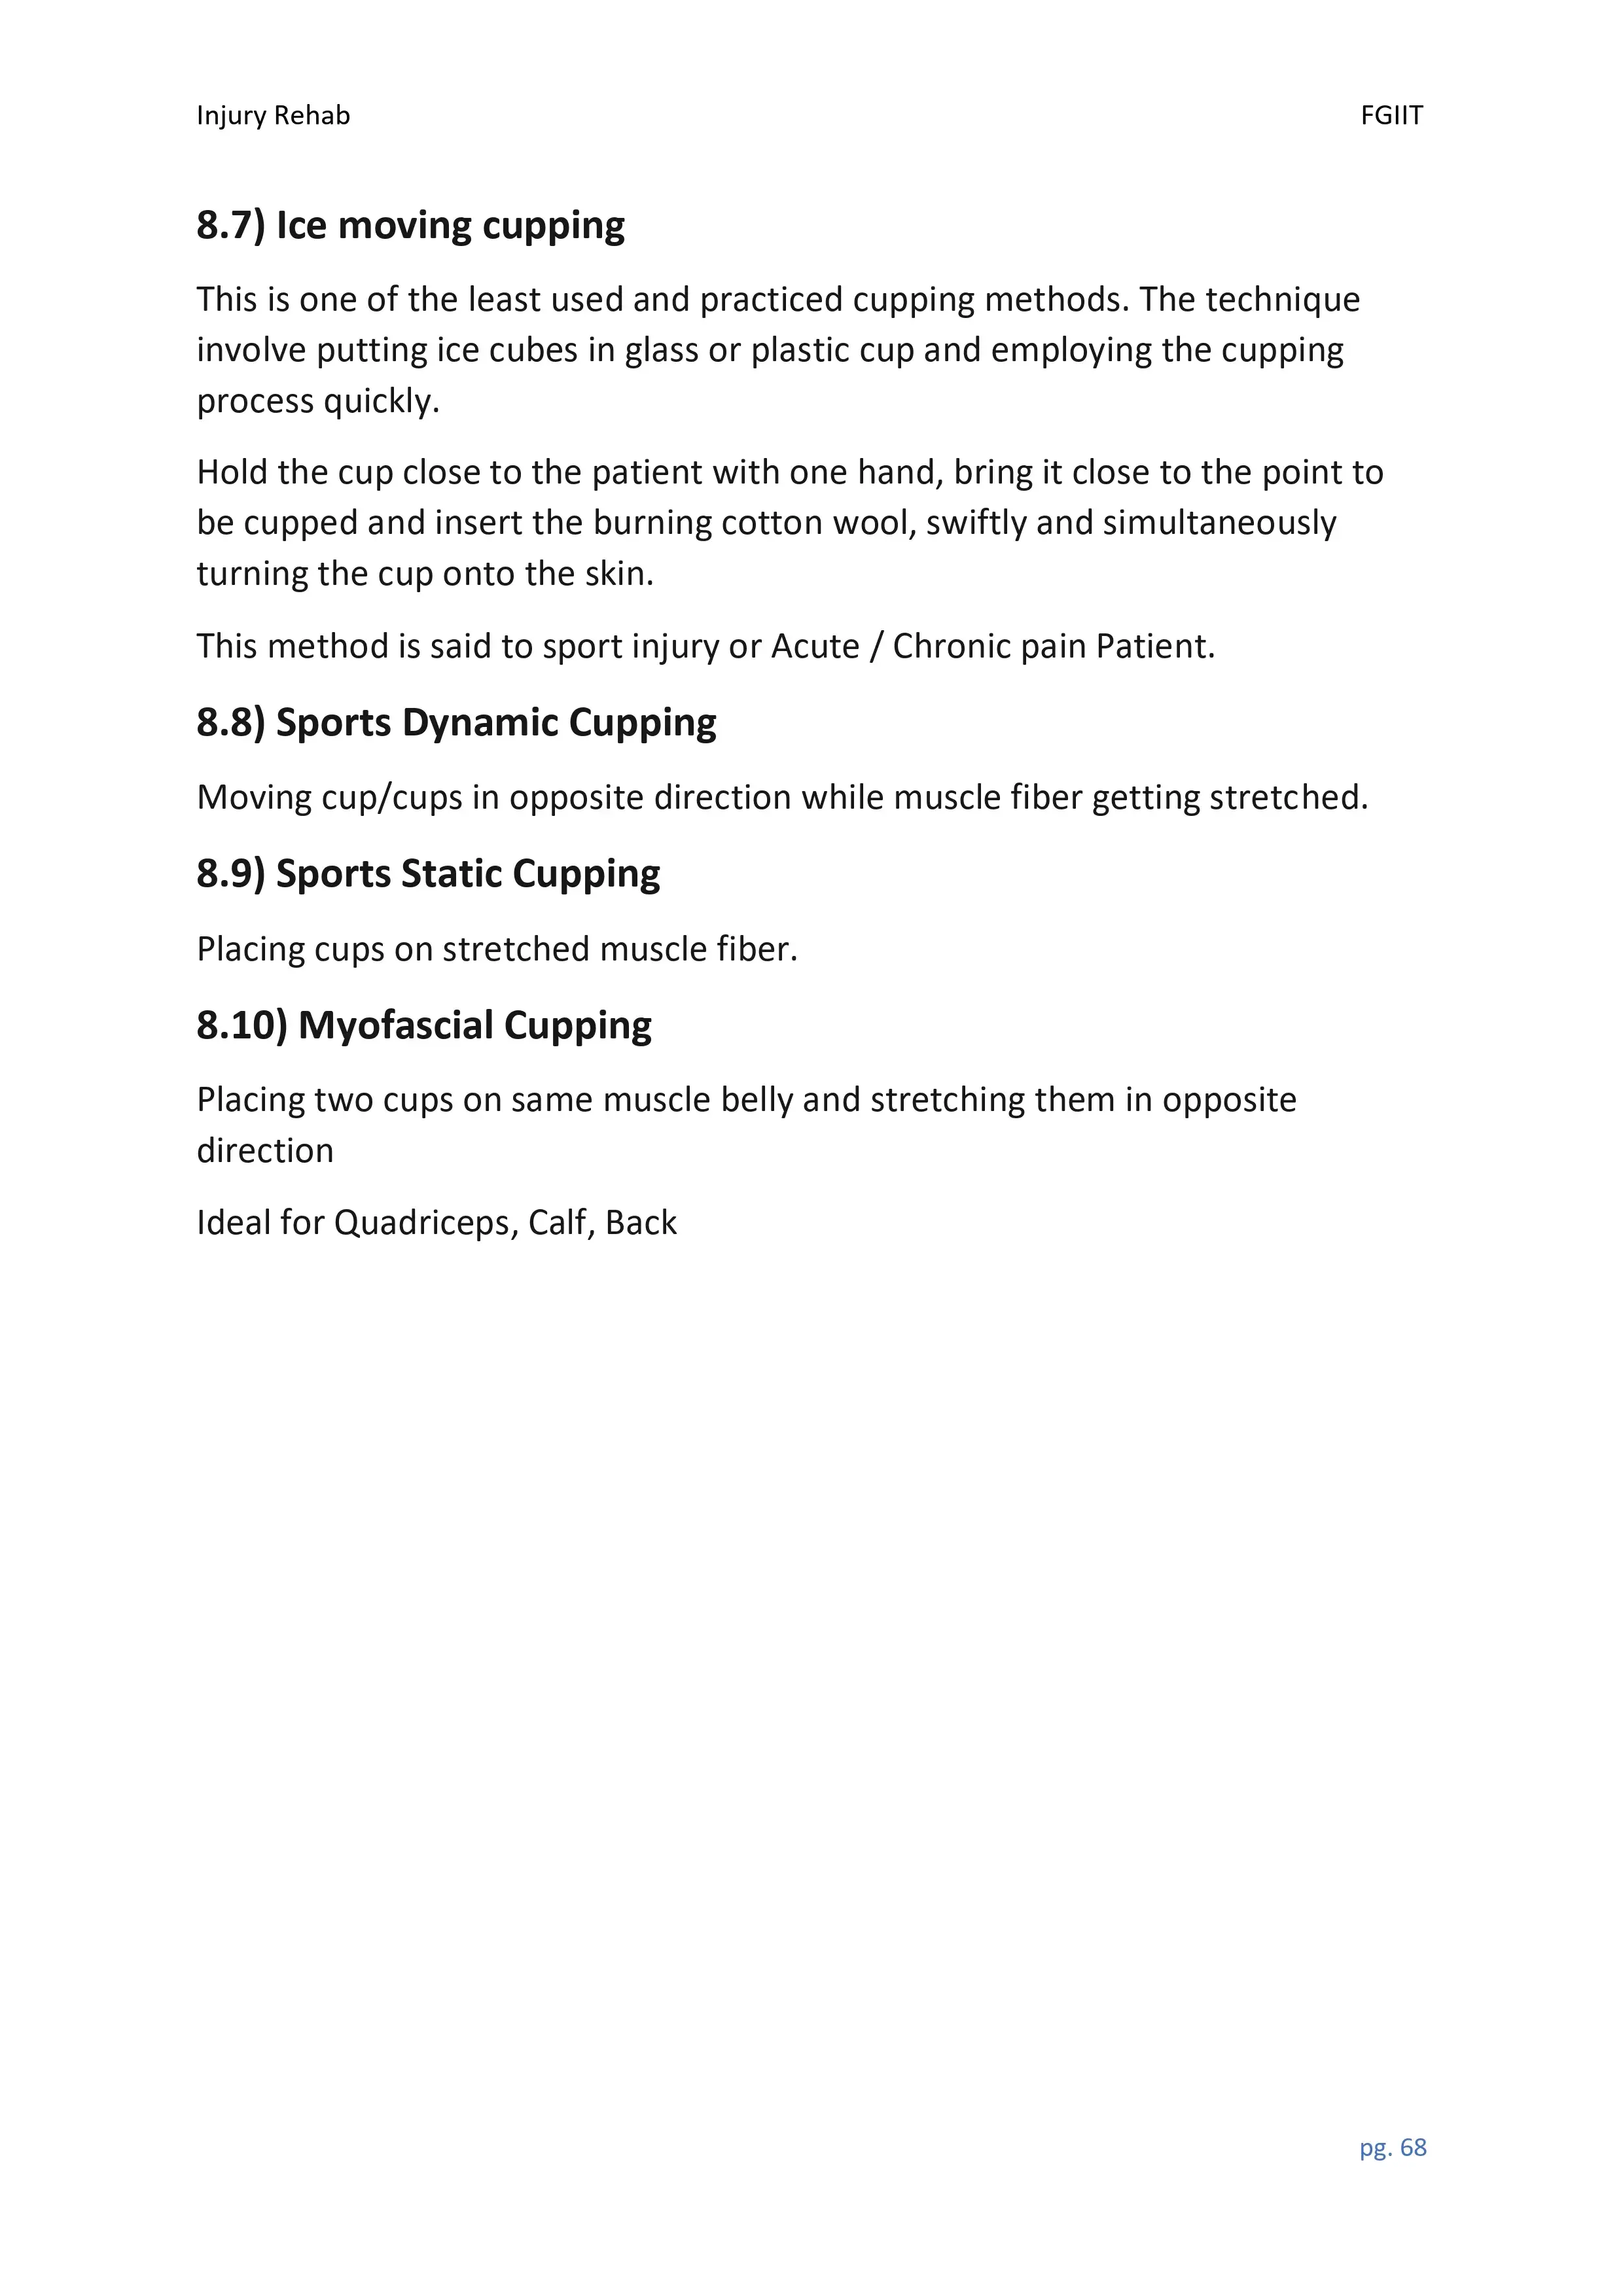 Injury Rehab FGIIT
8.7) Ice moving cupping
This is one of the least used and practiced cupping methods. The technique
involve putting ice cubes in glass or plastic cup and employing the cupping
process quickly.
Hold the cup close to the patient with one hand, bring it close to the point to
be cupped and insert the burning cotton wool, swiftly and simultaneously
turning the cup onto the skin.
This method is said to sport injury or Acute / Chronic pain Patient.
8.8) Sports Dynamic Cupping
Moving cup/cups in opposite direction while muscle fiber getting stretched.
8.9) Sports Static Cupping
Placing cups on stretched muscle fiber.
8.10) Myofascial Cupping
Placing two cups on same muscle belly and stretching them in opposite
direction
Ideal for Quadriceps, Calf, Back
pg. 68